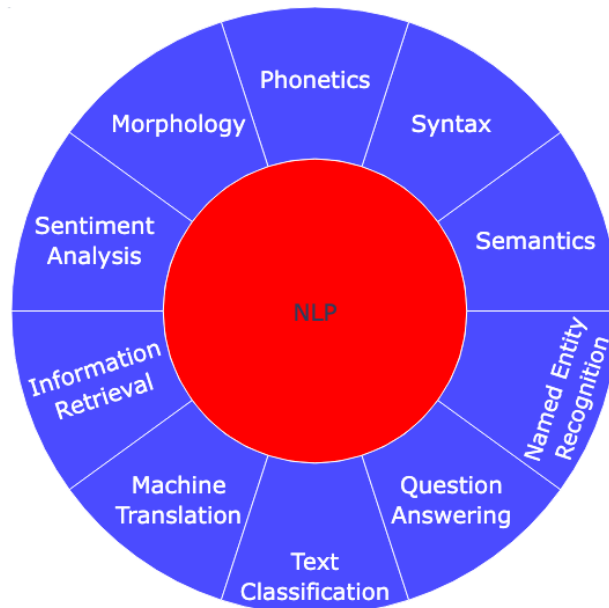 Phonetics
Morphology
Syntax
Sentiment
Analysis
Semantics
NLP
Information
Retrieval
Named Entity
Recognition
Machine
Translation
Question
Answering
Text
Classification